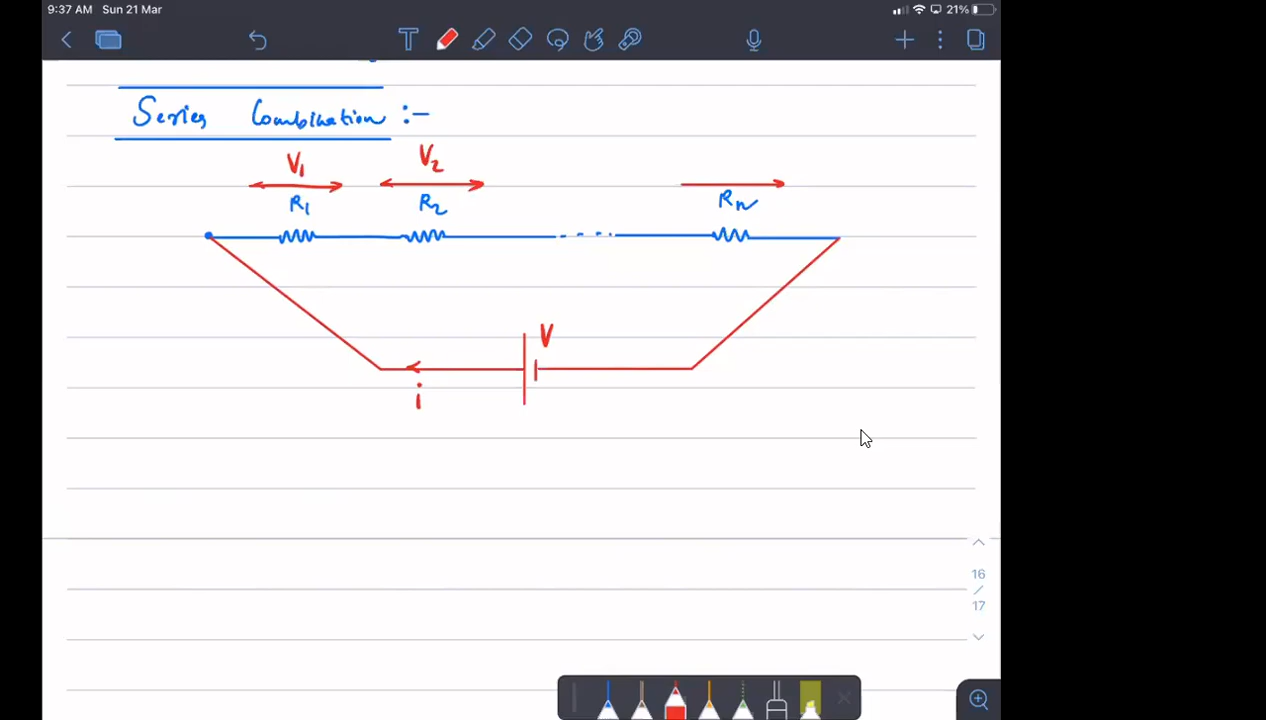 9:37 AM Sun 21 Mar 21%
T
Series Combination :-
V1 V2
R1 R2 Rn
V
i
16
/
17